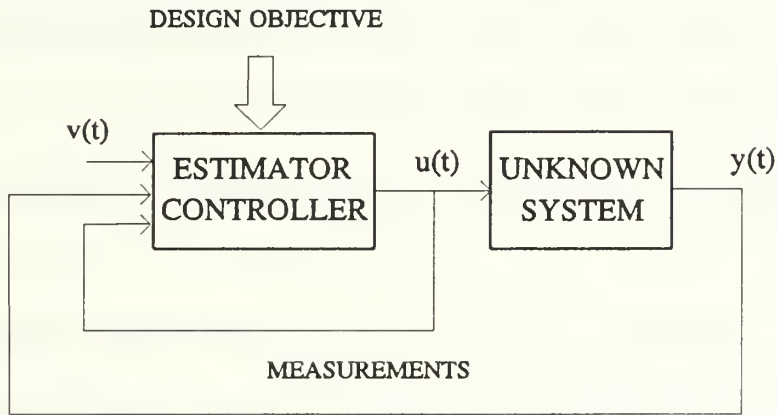 DESIGN OBJECTIVE
v(t)
ESTIMATOR
CONTROLLER
u(t)
UNKNOWN
SYSTEM
y(t)
MEASUREMENTS